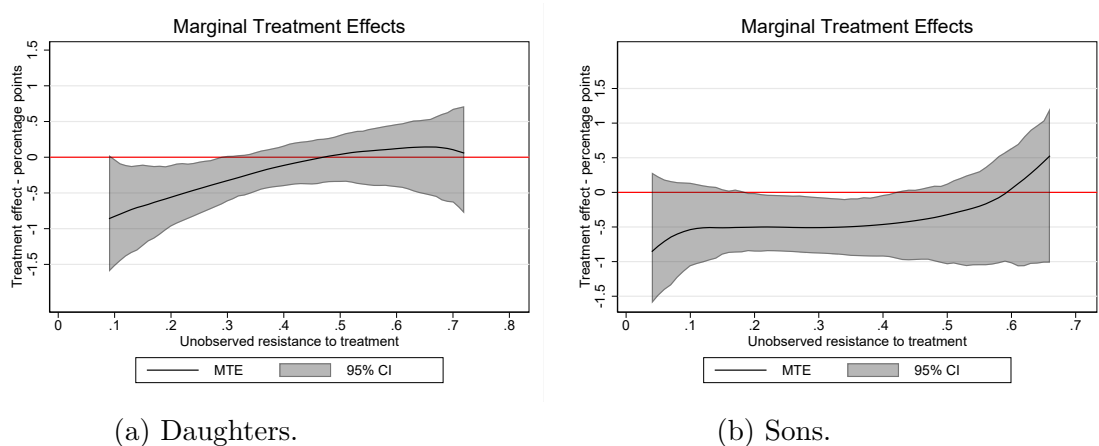 Marginal Treatment Effects
Treatment effect - percentage points
1.5
1
.5
0
-.5
-1
-1.5
0 .1 .2 .3 .4 .5 .6 .7 .8
Unobserved resistance to treatment
MTE 95% CI
(a) Daughters.
Marginal Treatment Effects
Treatment effect - percentage points
1.5
1
.5
0
-.5
-1
-1.5
0 .1 .2 .3 .4 .5 .6 .7
Unobserved resistance to treatment
MTE 95% CI
(b) Sons.